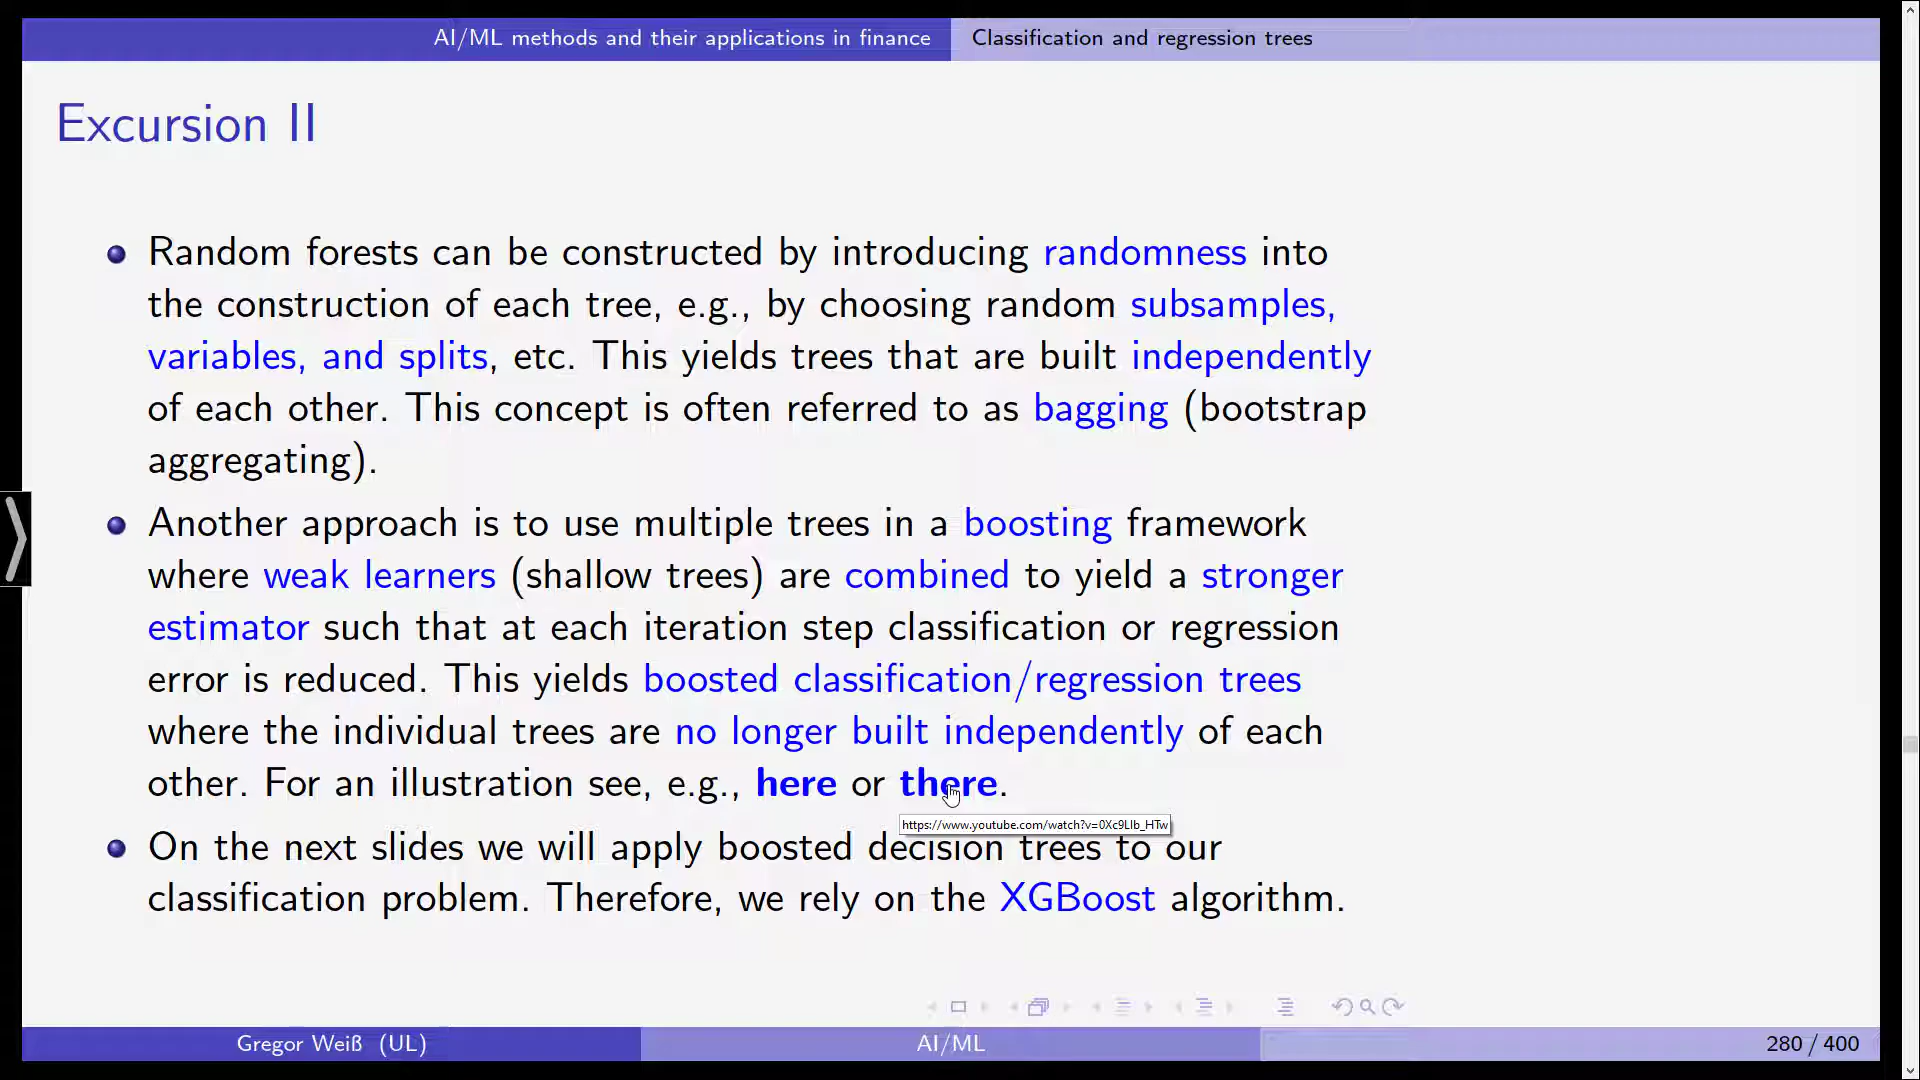 AI/ML methods and their applications in finance Classification and regression trees
Excursion II
Random forests can be constructed by introducing randomness into
the construction of each tree, e.g., by choosing random subsamples,
variables, and splits, etc. This yields trees that are built independently
of each other. This concept is often referred to as bagging (bootstrap
aggregating).
Another approach is to use multiple trees in a boosting framework
where weak learners (shallow trees) are combined to yield a stronger
estimator such that at each iteration step classification or regression
error is reduced. This yields boosted classification/regression trees
where the individual trees are no longer built independently of each
other. For an illustration see, e.g., here or there.
https://www.youtube.com/watch?v=0Xc9LIb_HTw
On the next slides we will apply boosted decision trees to our
classification problem. Therefore, we rely on the XGBoost algorithm.
Gregor Weiß (UL) AI/ML 280 / 400